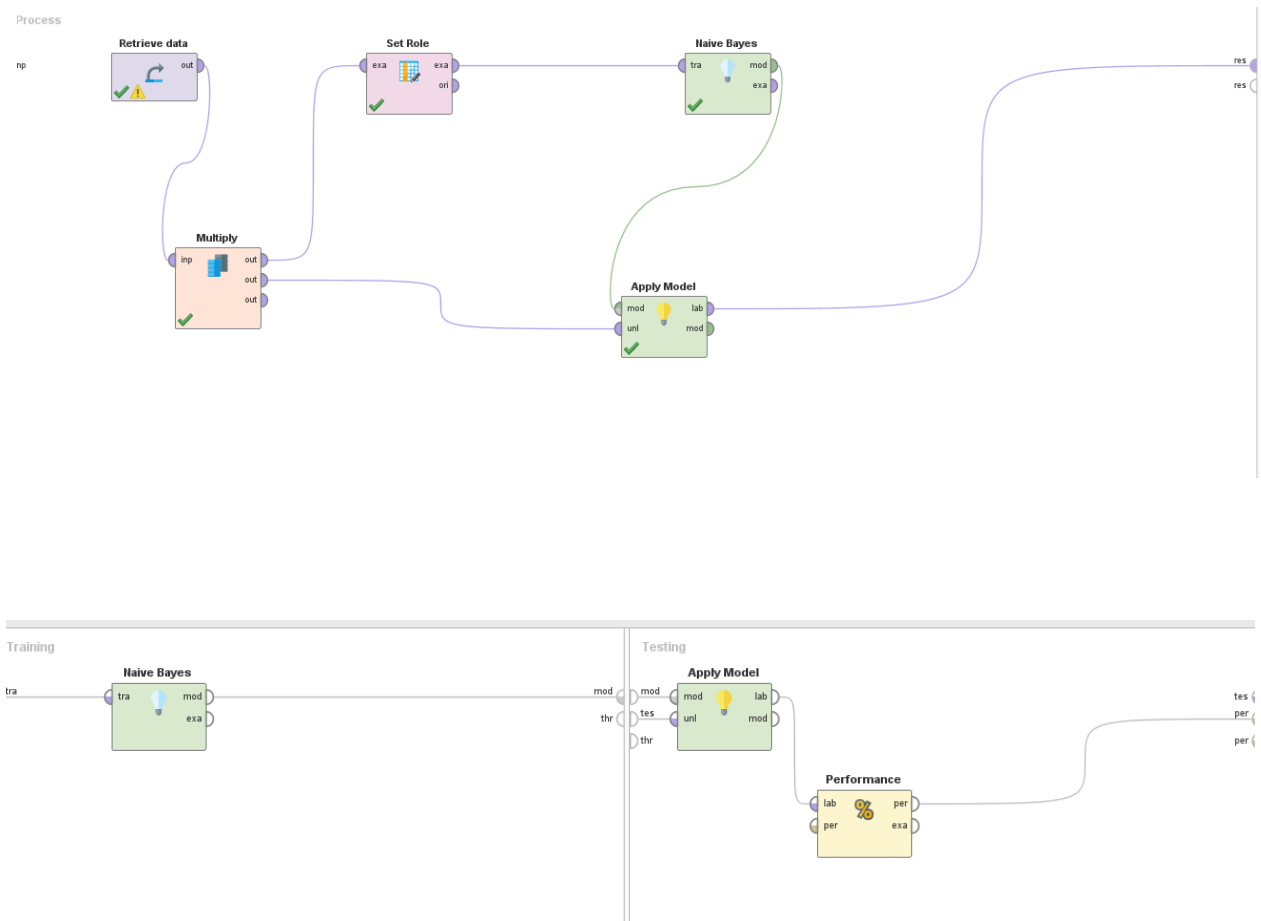 Process
Retrieve data
Set Role
Naive Bayes
np
out
exa
exa
ori
tra
mod
exa
res
res
Multiply
inp
out
out
out
Apply Model
mod
lab
unl
mod
Training
Testing
Naive Bayes
Apply Model
tra
tra
mod
exa
mod
thr
mod
tes
thr
mod
lab
unl
mod
tes
per
per
Performance
lab
per
per
exa